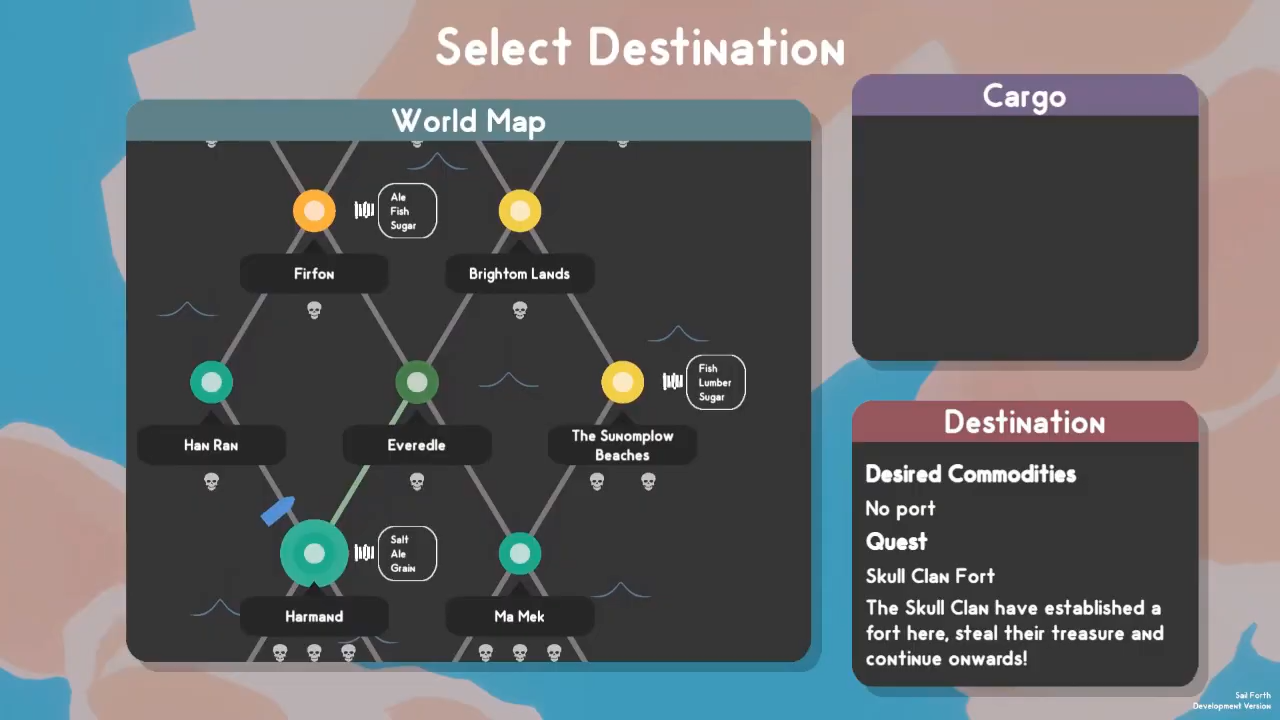 Select Destination
World Map
Ale
Fish
Sugar
Firfon
Brightom Lands
Fish
Lumber
Sugar
Han Ran
Everedle
The Sunomplow
Beaches
Salt
Ale
Grain
Harmand
Ma Mek
Cargo
Destination
Desired Commodities
No port
Quest
Skull Clan Fort
The Skull Clan have established a
fort here, steal their treasure and
continue onwards!
Sail Forth
Development Version